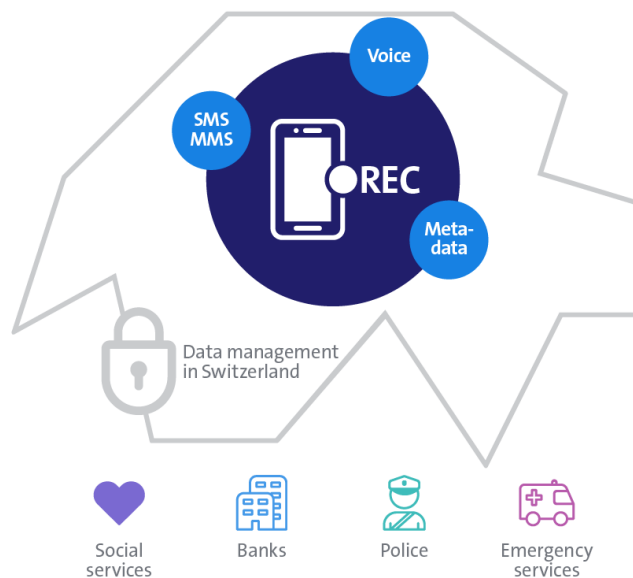 Voice
SMS
MMS
REC
Meta-
data
Data management
in Switzerland
Social
services
Banks
Police
Emergency
services